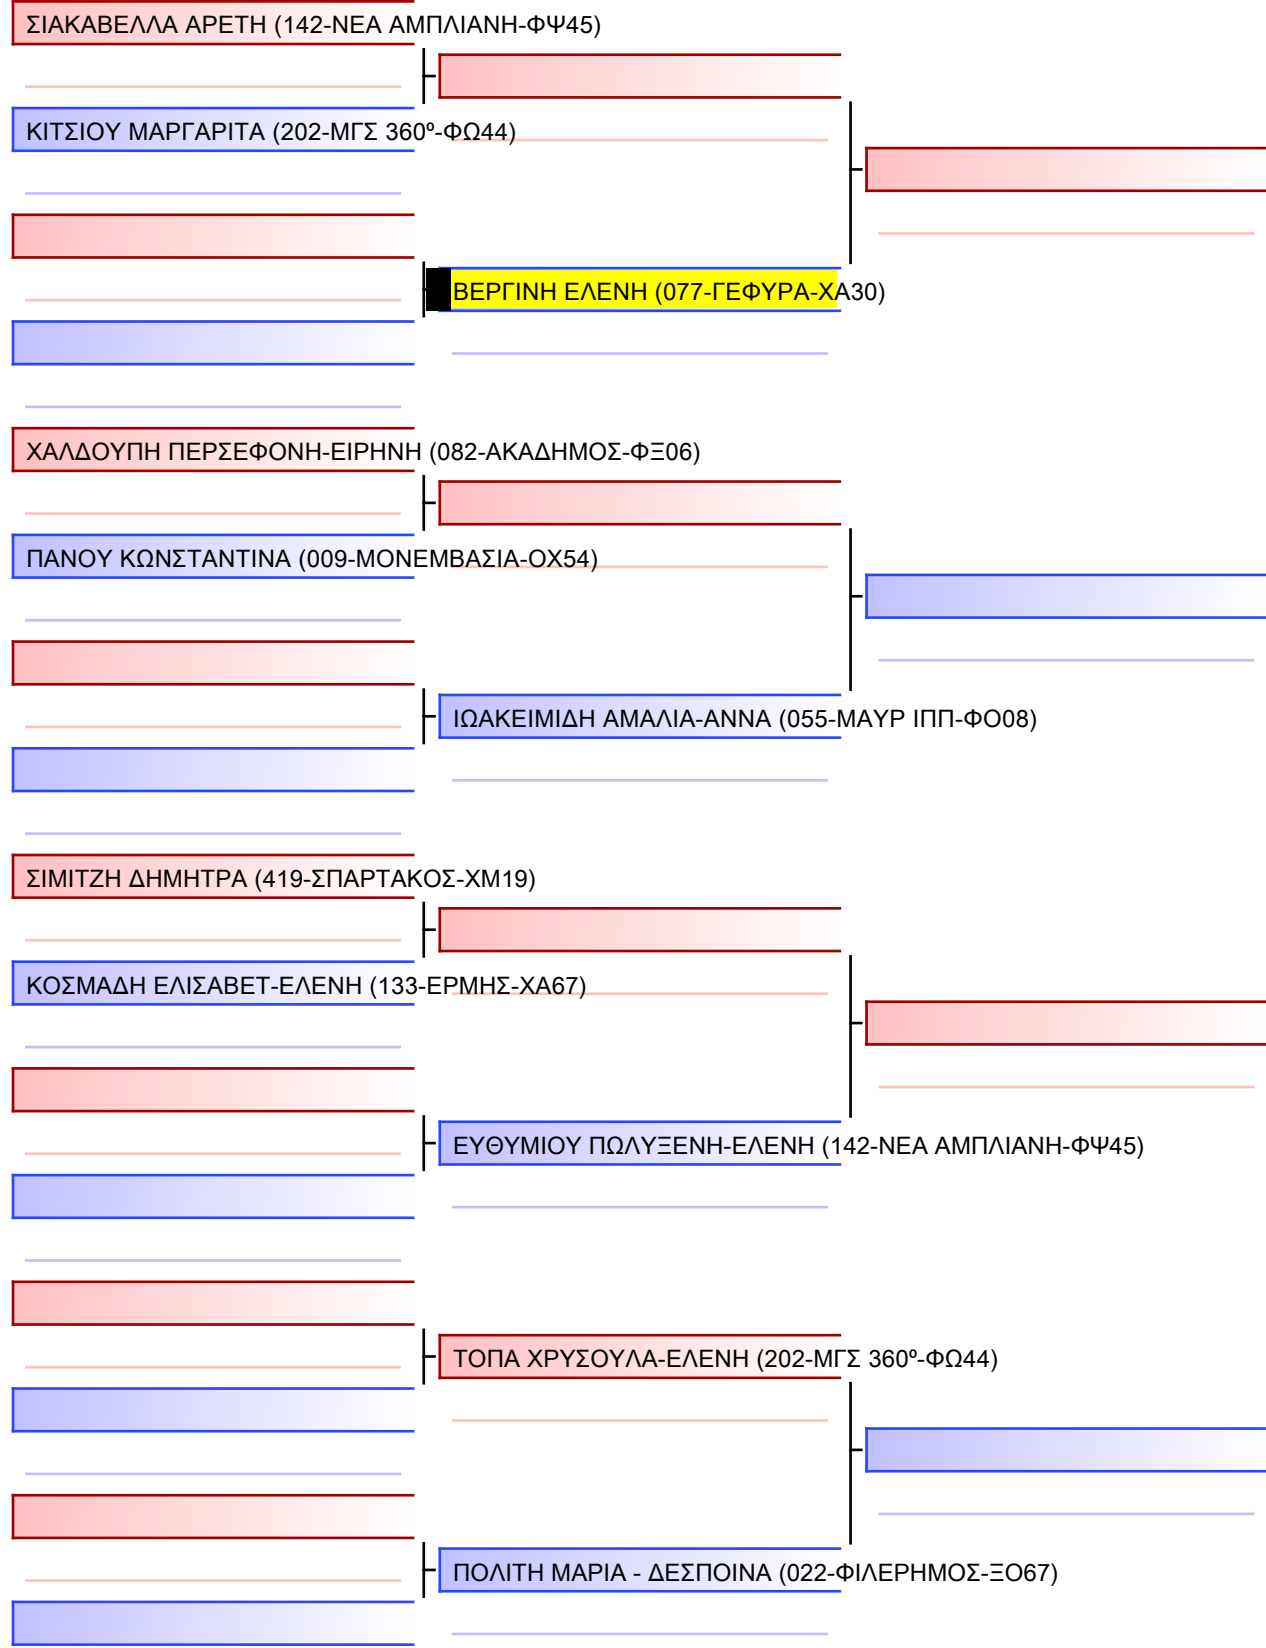 ΣΙΑΚΑΒΕΛΛΑ ΑΡΕΤΗ (142-ΝΕΑ ΑΜΠΛΙΑΝΗ-ΦΨ45)
ΚΙΤΣΙΟΥ ΜΑΡΓΑΡΙΤΑ (202-ΜΓΣ 360º-ΦΩ44)
ΒΕΡΓΙΝΗ ΕΛΕΝΗ (077-ΓΕΦΥΡΑ-ΧΑ30)
ΧΑΛΔΟΥΠΗ ΠΕΡΣΕΦΟΝΗ-ΕΙΡΗΝΗ (082-ΑΚΑΔΗΜΟΣ-ΦΞ06)
ΠΑΝΟΥ ΚΩΝΣΤΑΝΤΙΝΑ (009-ΜΟΝΕΜΒΑΣΙΑ-ΟΧ54)
ΙΩΑΚΕΙΜΙΔΗ ΑΜΑΛΙΑ-ΑΝΝΑ (055-ΜΑΥΡ ΙΠΠ-ΦΟ08)
ΣΙΜΙΤΖΗ ΔΗΜΗΤΡΑ (419-ΣΠΑΡΤΑΚΟΣ-ΧΜ19)
ΚΟΣΜΑΔΗ ΕΛΙΣΑΒΕΤ-ΕΛΕΝΗ (133-ΕΡΜΗΣ-ΧΑ67)
ΕΥΘΥΜΙΟΥ ΠΩΛΥΞΕΝΗ-ΕΛΕΝΗ (142-ΝΕΑ ΑΜΠΛΙΑΝΗ-ΦΨ45)
ΤΟΠΑ ΧΡΥΣΟΥΛΑ-ΕΛΕΝΗ (202-ΜΓΣ 360º-ΦΩ44)
ΠΟΛΙΤΗ ΜΑΡΙΑ - ΔΕΣΠΟΙΝΑ (022-ΦΙΛΕΡΗΜΟΣ-ΞΟ67)